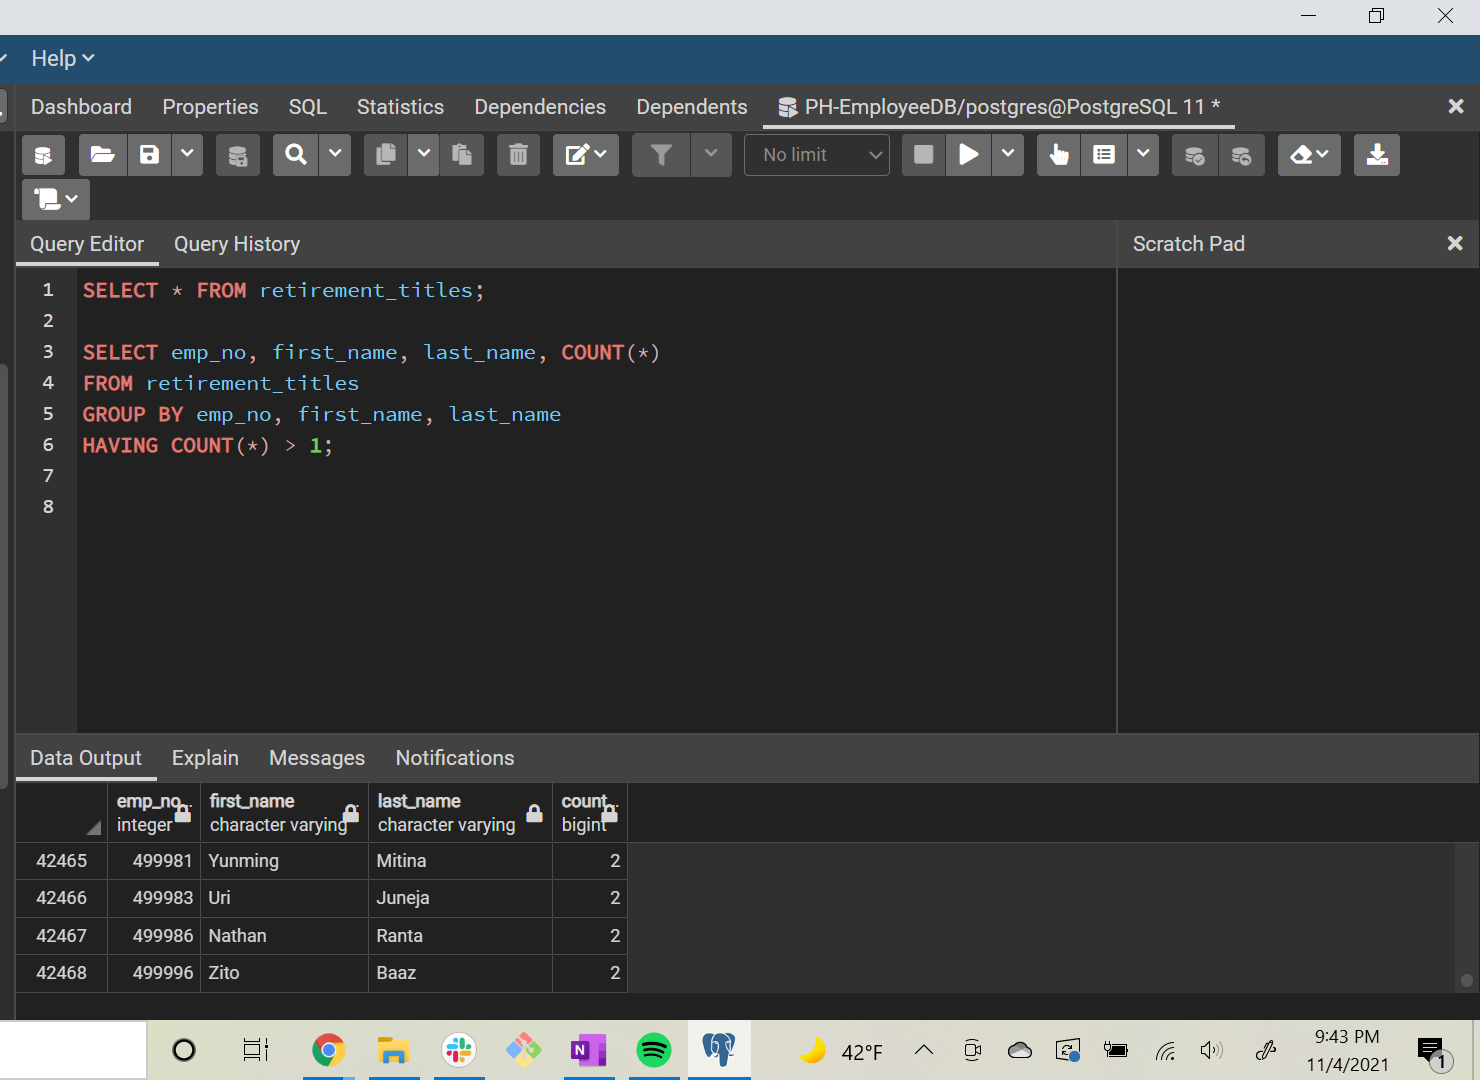 Help
Dashboard Properties SQL Statistics Dependencies Dependents PH-EmployeeDB/postgres@PostgreSQL 11 *
No limit
Query Editor Query History Scratch Pad
1 SELECT * FROM retirement_titles;
2
3 SELECT emp_no, first_name, last_name, COUNT(*)
4 FROM retirement_titles
5 GROUP BY emp_no, first_name, last_name
6 HAVING COUNT(*) > 1;
7
8
Data Output Explain Messages Notifications
emp_no first_name last_name count
integer character varying character varying bigint
42465 499981 Yunming Mitina 2
42466 499983 Uri Juneja 2
42467 499986 Nathan Ranta 2
42468 499996 Zito Baaz 2
N 42°F 9:43 PM
11/4/2021 1